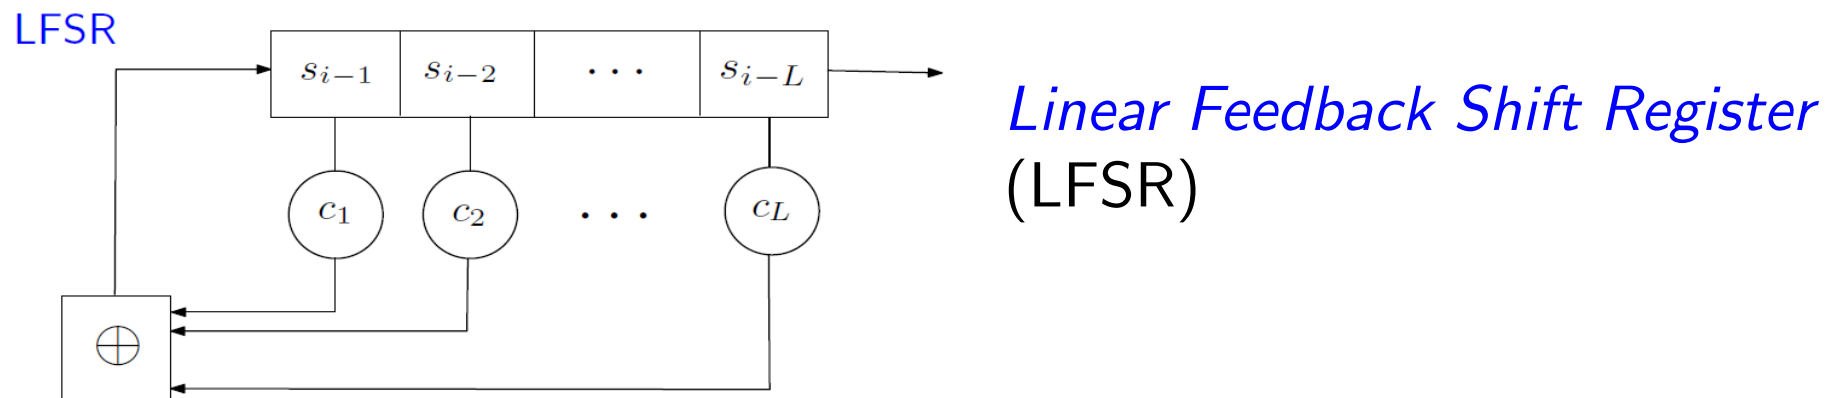 LFSR
s_{i−1} s_{i−2} ··· s_{i−L}
c_1 c_2 ··· c_L
⊕
Linear Feedback Shift Register
(LFSR)